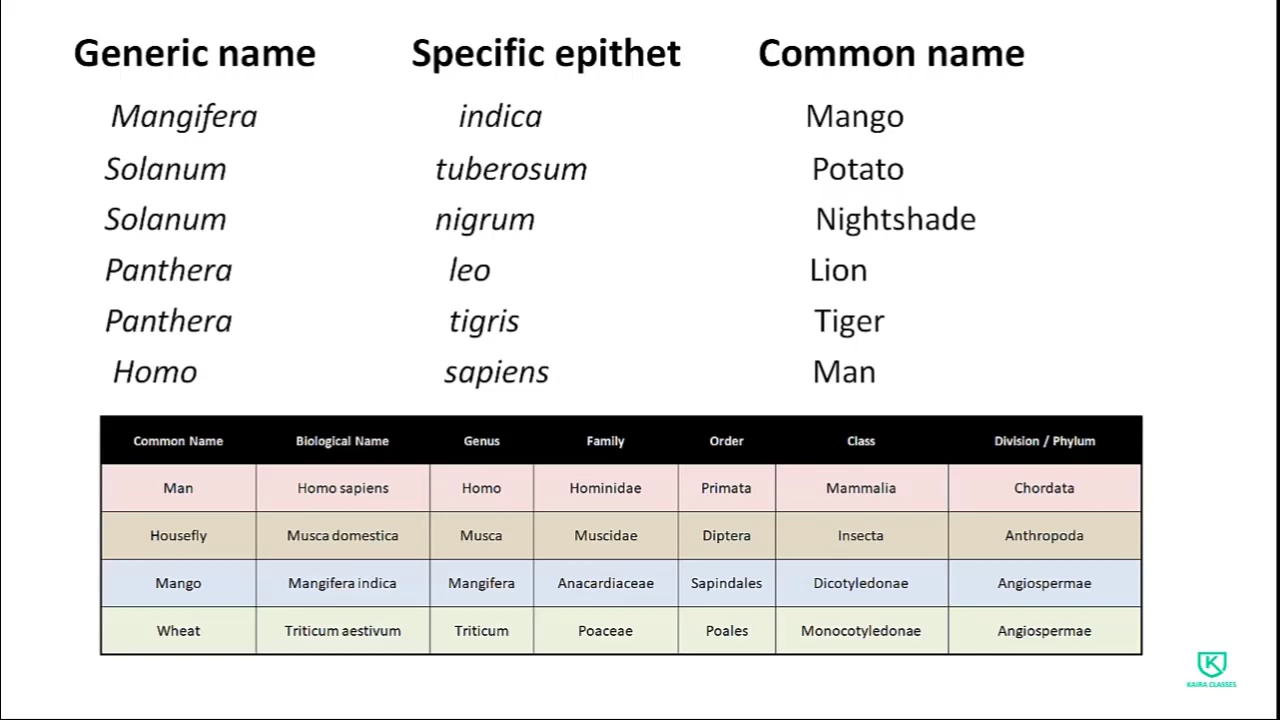 Generic name Specific epithet Common name
Mangifera indica Mango
Solanum tuberosum Potato
Solanum nigrum Nightshade
Panthera leo Lion
Panthera tigris Tiger
Homo sapiens Man
Common Name Biological Name Genus Family Order Class Division / Phylum
Man Homo sapiens Homo Hominidae Primata Mammalia Chordata
Housefly Musca domestica Musca Muscidae Diptera Insecta Anthropoda
Mango Mangifera indica Mangifera Anacardiaceae Sapindales Dicotyledonae Angiospermae
Wheat Triticum aestivum Triticum Poaceae Poales Monocotyledonae Angiospermae
K
KAIRA CLASSES